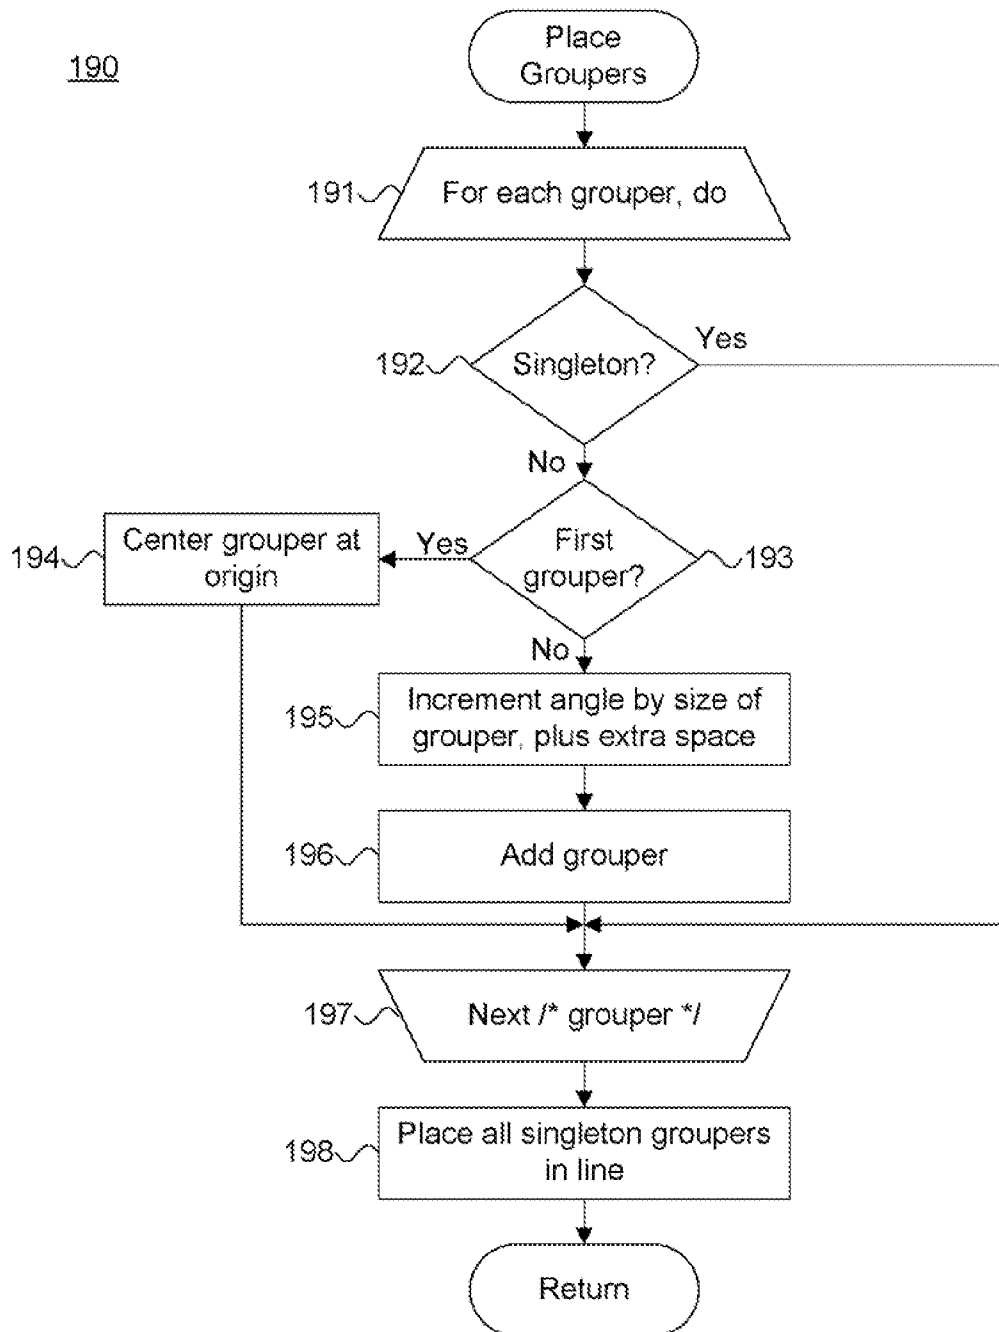 190
Place
Groupers
191
For each grouper, do
192
Singleton?
Yes
No
194
Center grouper at
origin
Yes
First
grouper?
193
No
195
Increment angle by size of
grouper, plus extra space
196
Add grouper
197
Next /* grouper */
198
Place all singleton groupers
in line
Return